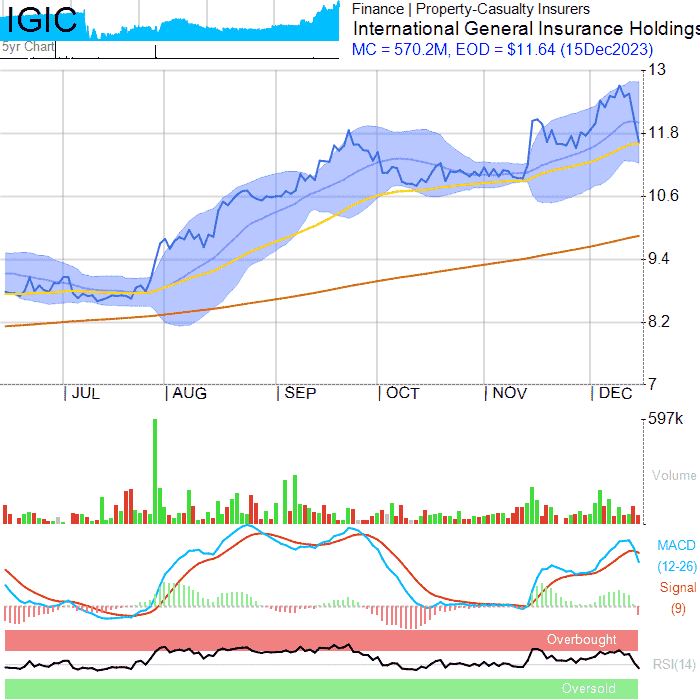 IGIC
Finance | Property-Casualty Insurers
International General Insurance Holdings
MC = 570.2M, EOD = $11.64 (15Dec2023)
5yr Chart
13
11.8
10.6
9.4
8.2
7
JUL AUG SEP OCT NOV DEC
597k
Volume
MACD
(12-26)
Signal
(9)
Overbought
RSI(14)
Oversold